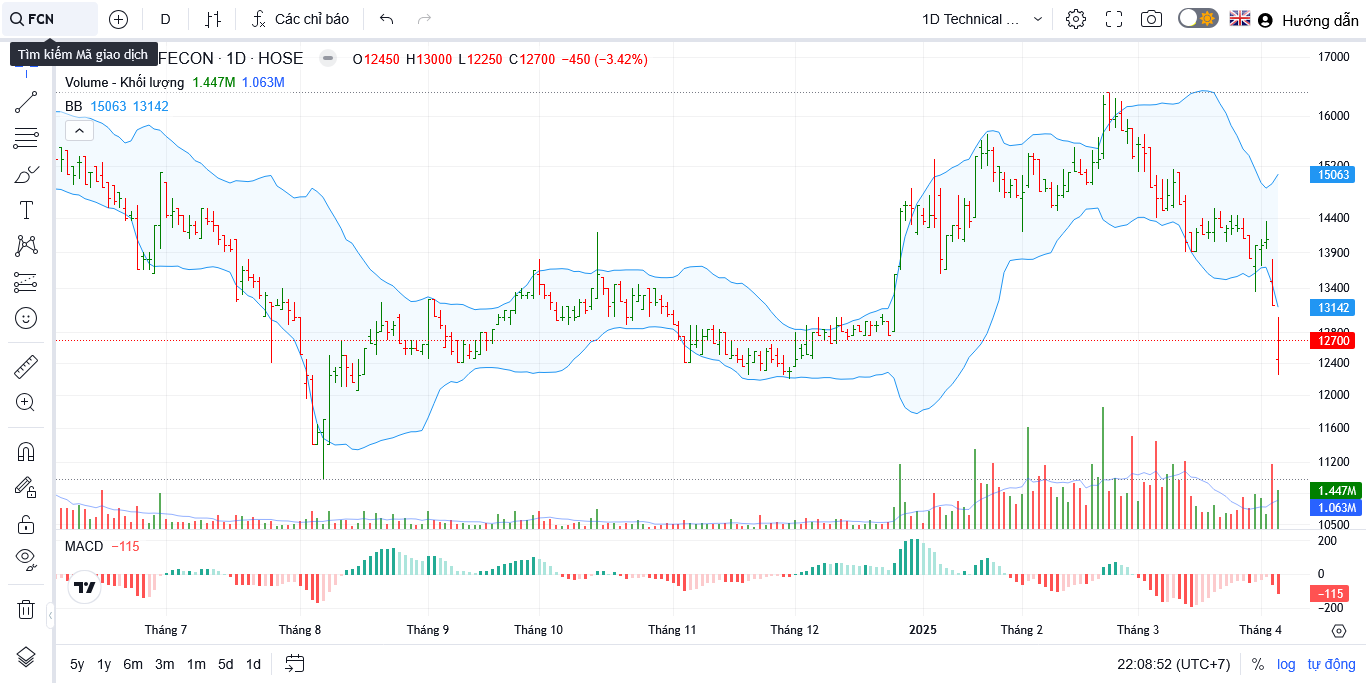 FCN
D
Các chỉ báo
1D Technical ...
Hướng dẫn
Tìm kiếm Mã giao dịch
FECON · 1D · HOSE
O12450 H13000 L12250 C12700 −450 (−3.42%)
Volume - Khối lượng 1.447M 1.063M
BB 15063 13142
17000
16000
15200
15063
14400
13900
13400
13142
12800
12700
12400
12000
11600
11200
1.447M
1.063M
10500
MACD −115
200
0
−115
−200
Tháng 7
Tháng 8
Tháng 9
Tháng 10
Tháng 11
Tháng 12
2025
Tháng 2
Tháng 3
Tháng 4
5y 1y 6m 3m 1m 5d 1d
22:08:52 (UTC+7)
% log tự động